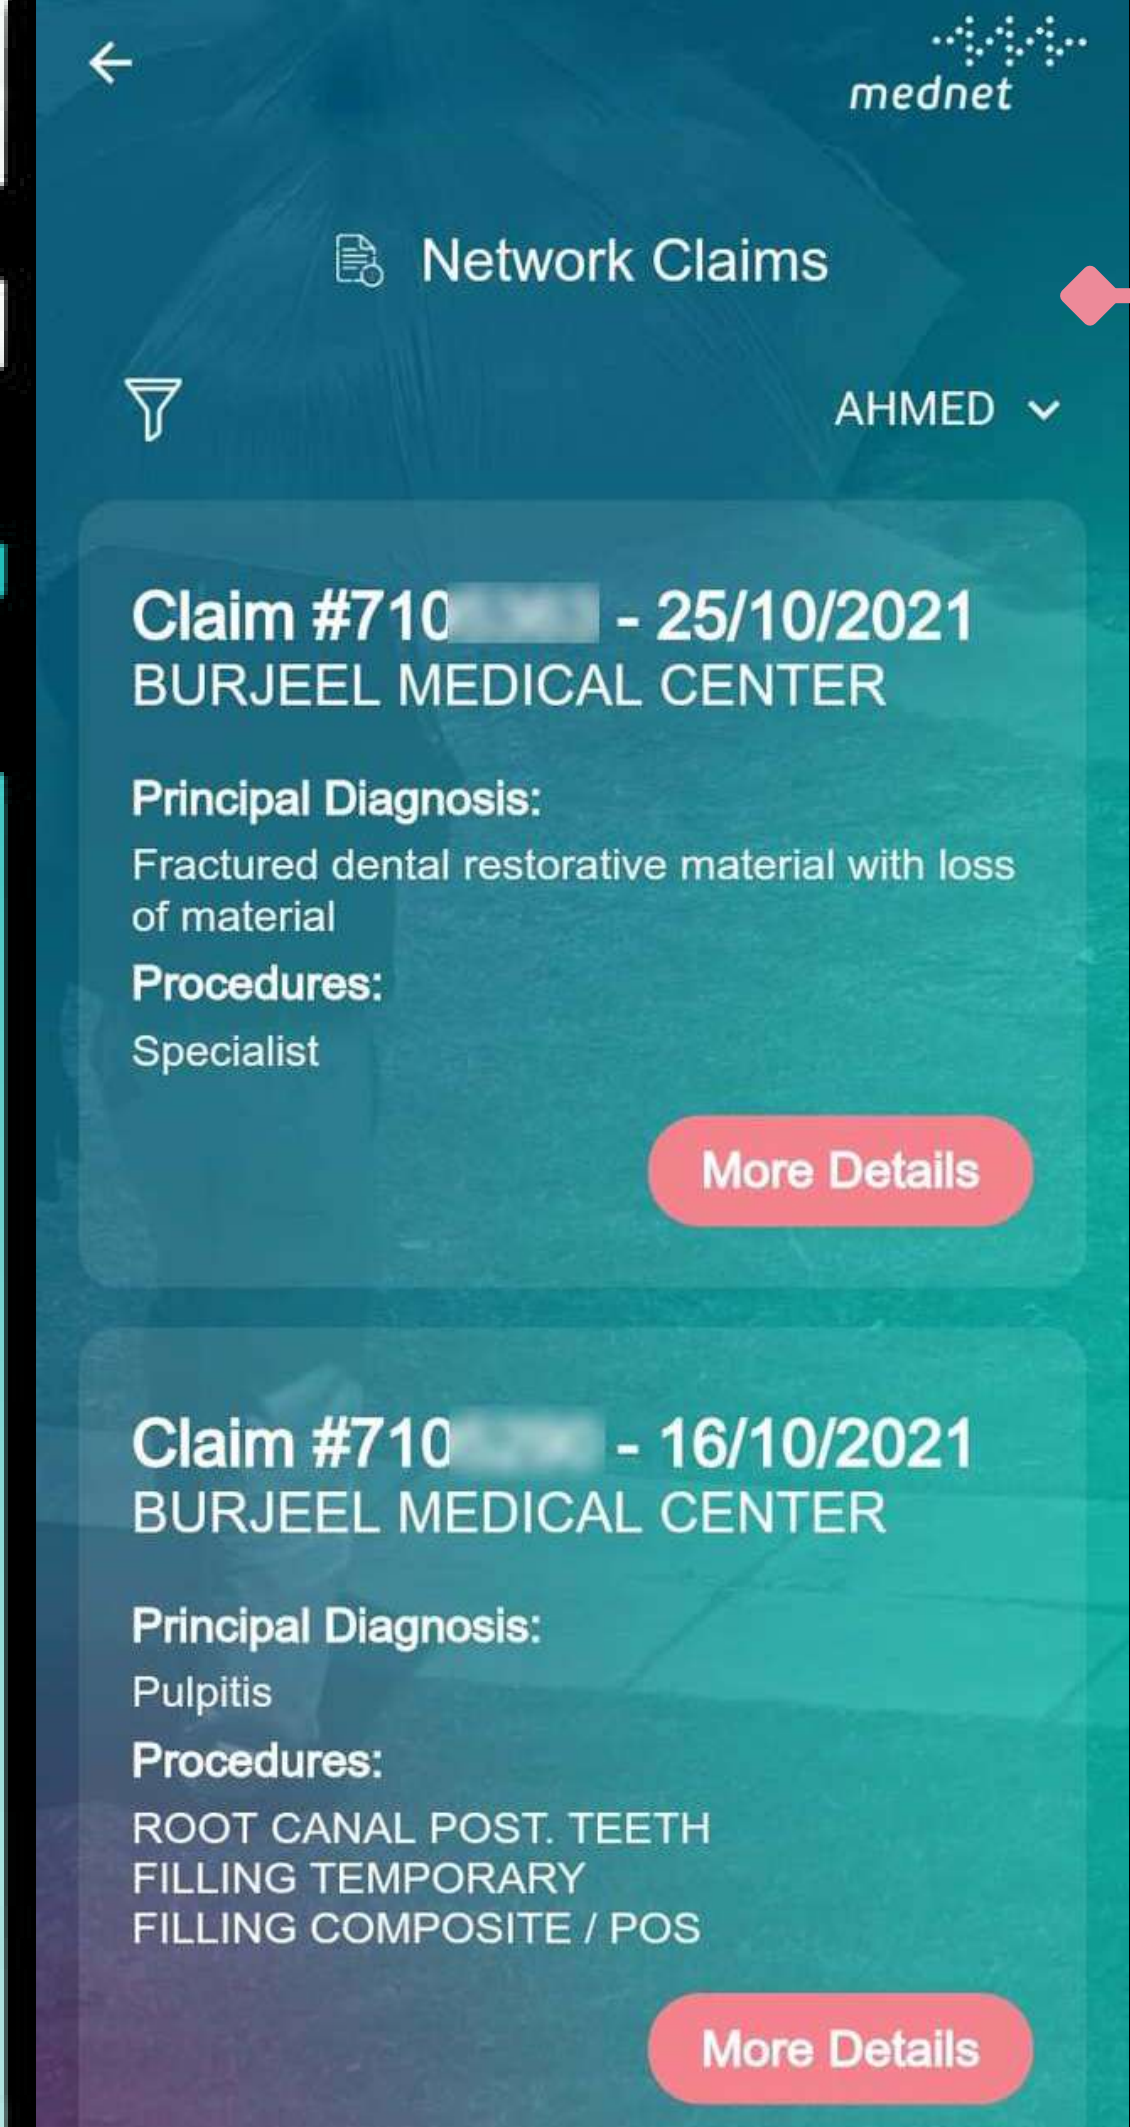 mednet
Network Claims
AHMED
Claim #710 - 25/10/2021
BURJEEL MEDICAL CENTER
Principal Diagnosis:
Fractured dental restorative material with loss
of material
Procedures:
Specialist
More Details
Claim #710 - 16/10/2021
BURJEEL MEDICAL CENTER
Principal Diagnosis:
Pulpitis
Procedures:
ROOT CANAL POST. TEETH
FILLING TEMPORARY
FILLING COMPOSITE / POS
More Details